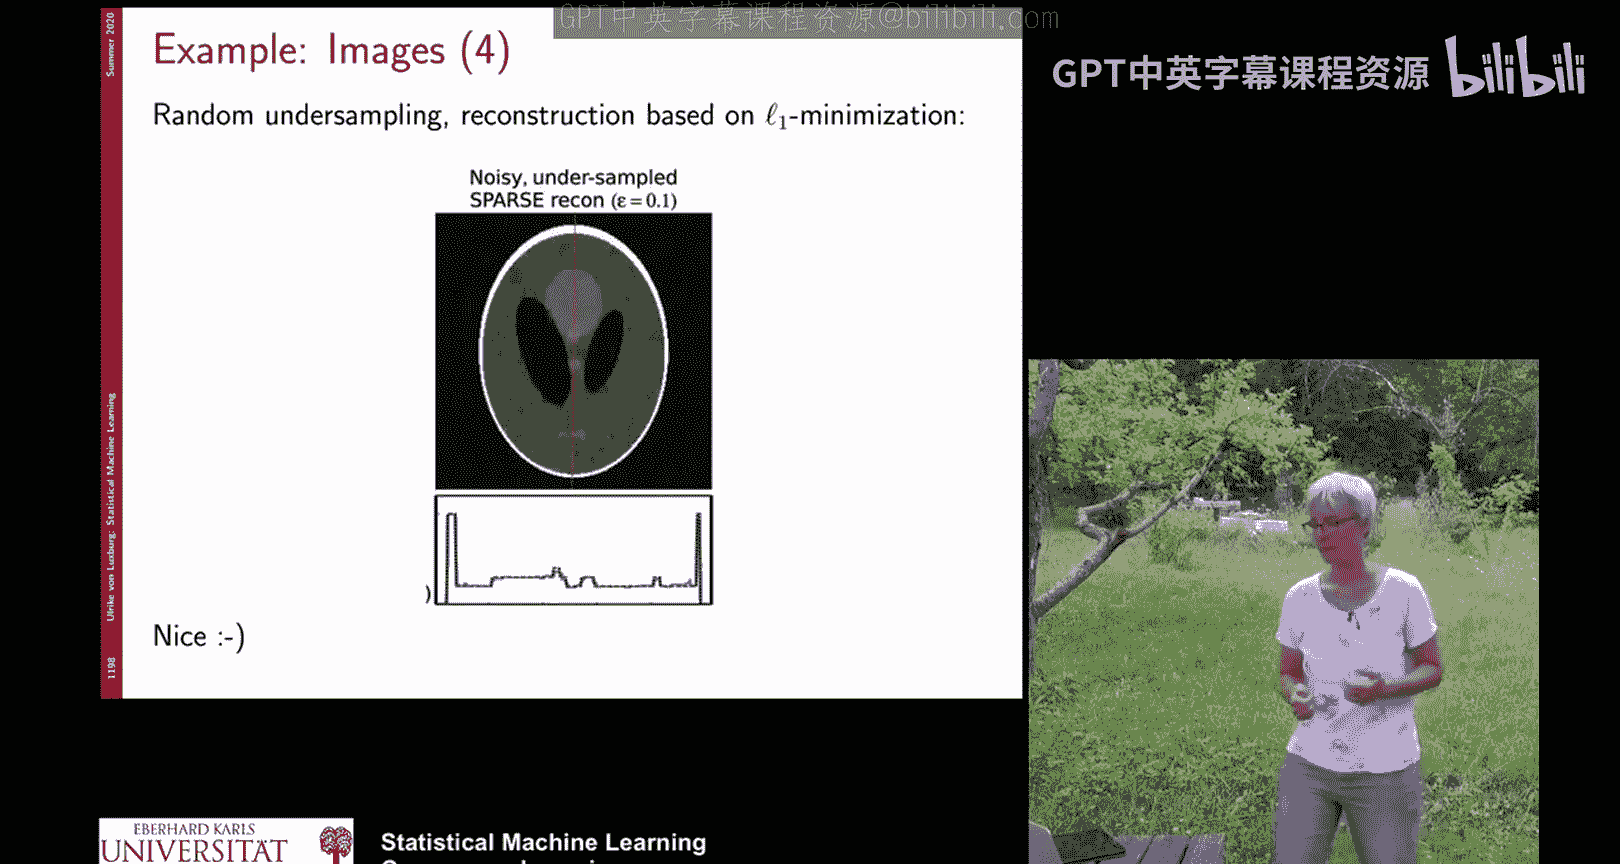 Summer 2020
Example: Images (4)
GPT中英字幕课程资源@bilibili.com
GPT中英字幕课程资源 bilibili
Random undersampling, reconstruction based on ℓ₁-minimization:
Noisy, under-sampled
SPARSE recon (ε = 0.1)
)
Nice :-)
Ulrike von Luxburg: Statistical Machine Learning
1198
EBERHARD KARLS
UNIVERSITÄT
Statistical Machine Learning